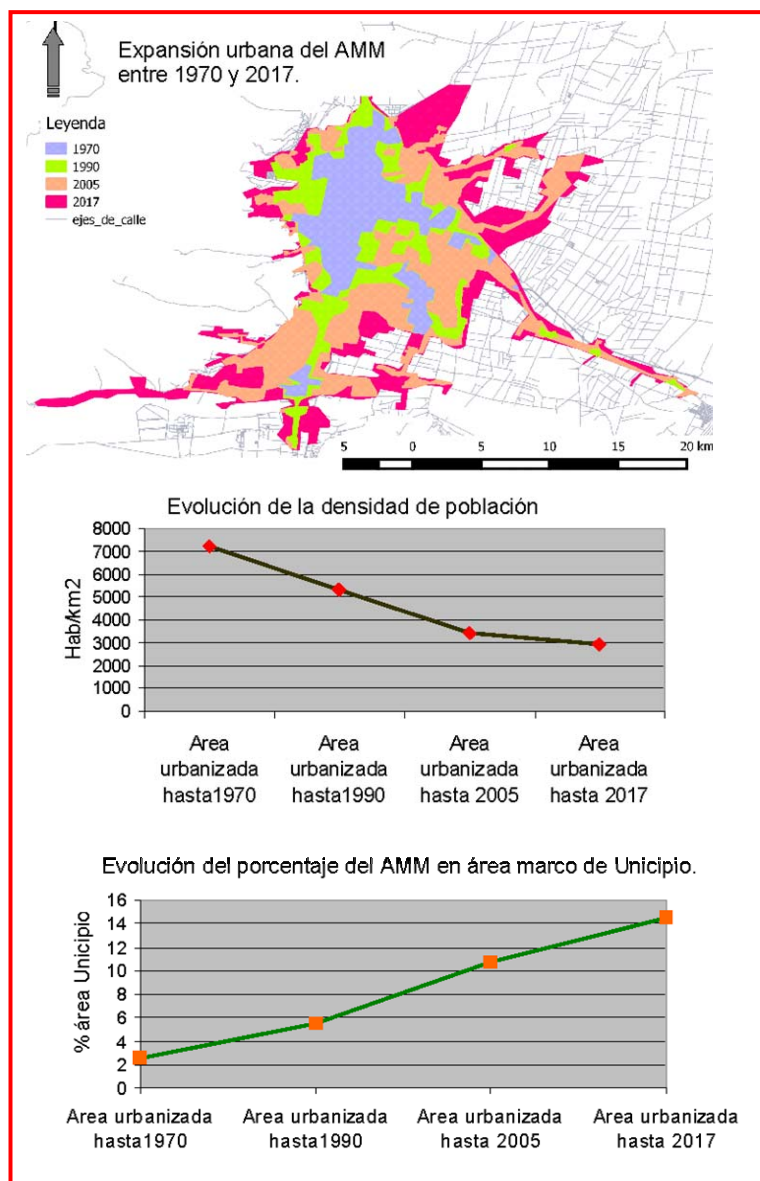 Expansión urbana del AMM
entre 1970 y 2017.
Leyenda
1970
1990
2005
2017
ejes_de_calle
5 0 5 10 15 20 km
Evolución de la densidad de población
8000
7000
6000
5000
4000
3000
2000
1000
0
Hab/km2
Area
urbanizada
hasta1970
Area
urbanizada
hasta1990
Area
urbanizada
hasta 2005
Area
urbanizada
hasta 2017
Evolución del porcentaje del AMM en área marco de Unicipio.
16
14
12
10
8
6
4
2
0
% área Unicipio
Area urbanizada
hasta1970
Area urbanizada
hasta1990
Area urbanizada
hasta 2005
Area urbanizada
hasta 2017